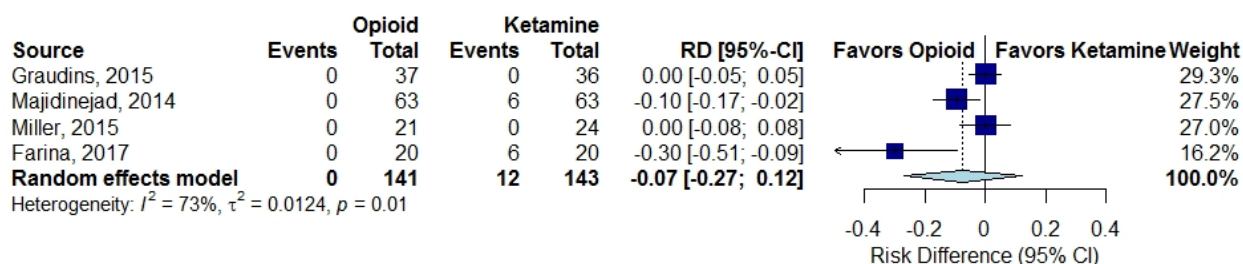 Opioid Ketamine
Source Events Total Events Total RD [95%-CI] Favors Opioid Favors Ketamine Weight
Graudins, 2015 0 37 0 36 0.00 [-0.05; 0.05] 29.3%
Majidinejad, 2014 0 63 6 63 -0.10 [-0.17; -0.02] 27.5%
Miller, 2015 0 21 0 24 0.00 [-0.08; 0.08] 27.0%
Farina, 2017 0 20 6 20 -0.30 [-0.51; -0.09] 16.2%
Random effects model 0 141 12 143 -0.07 [-0.27; 0.12] 100.0%
Heterogeneity: I² = 73%, τ² = 0.0124, p = 0.01
-0.4 -0.2 0 0.2 0.4
Risk Difference (95% CI)